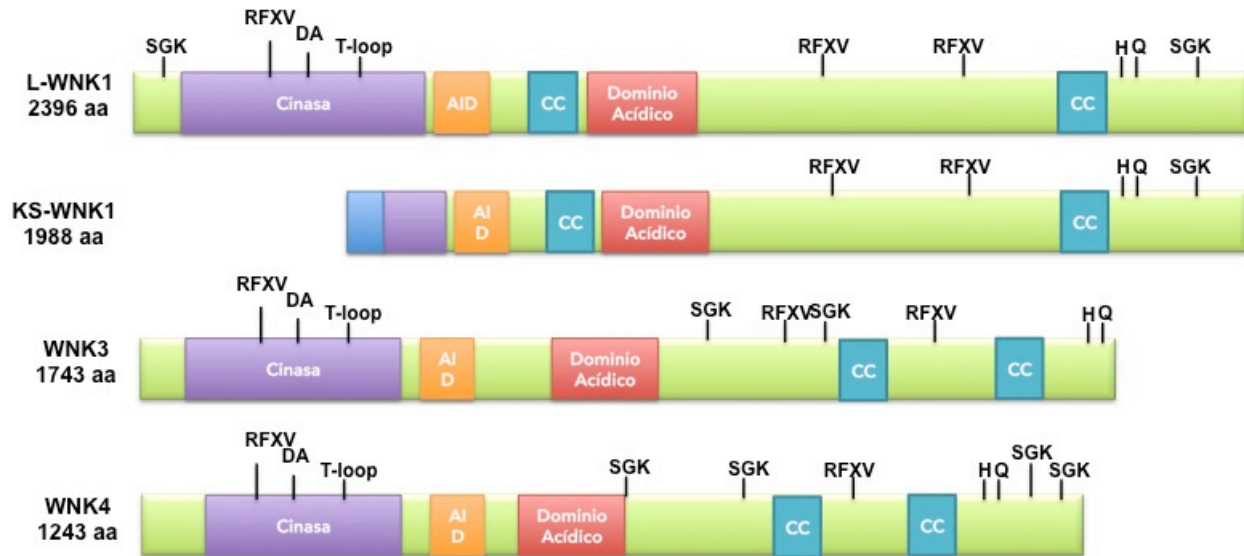 RFXV
DA
SGK
T-loop
RFXV
RFXV
H Q
SGK
L-WNK1
2396 aa
Cinasa
AID
CC
Dominio
Acídico
CC
RFXV
RFXV
H Q
SGK
KS-WNK1
1988 aa
AI
D
CC
Dominio
Acídico
CC
RFXV
DA
T-loop
SGK
RFXV
SGK
RFXV
H Q
WNK3
1743 aa
Cinasa
AI
D
Dominio
Acídico
CC
CC
RFXV
DA
T-loop
SGK
SGK
RFXV
H Q
SGK
SGK
WNK4
1243 aa
Cinasa
AI
D
Dominio
Acídico
CC
CC